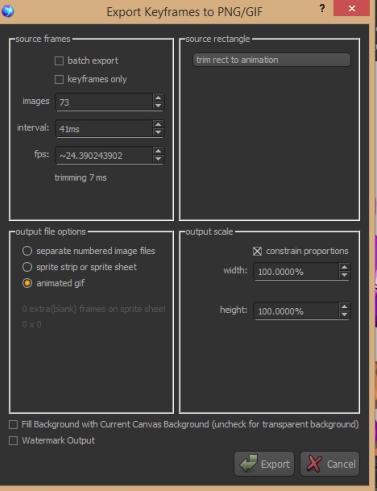 Export Keyframes to PNG/GIF
?
x
source frames
batch export
keyframes only
images 73
interval: 41ms
fps: ~24.390243902
trimming 7 ms
source rectangle
trim rect to animation
output file options
separate numbered image files
sprite strip or sprite sheet
animated gif
0 extra(blank) frames on sprite sheet
0 x 0
output scale
constrain proportions
width: 100.0000%
height: 100.0000%
Fill Background with Current Canvas Background (uncheck for transparent background)
Watermark Output
Export
Cancel